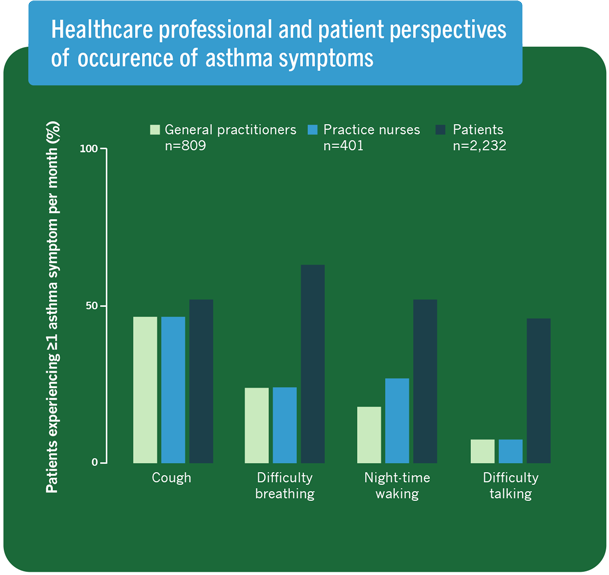 Healthcare professional and patient perspectives
of occurence of asthma symptoms
General practitioners
n=809
Practice nurses
n=401
Patients
n=2,232
Patients experiencing ≥1 asthma symptom per month (%)
100
50
0
Cough
Difficulty
breathing
Night-time
waking
Difficulty
talking